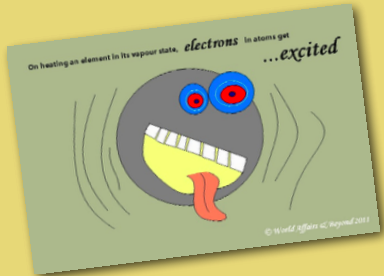 On heating an element in its vapour state, electrons in atoms get
...excited
© World Affairs & Beyond 2011